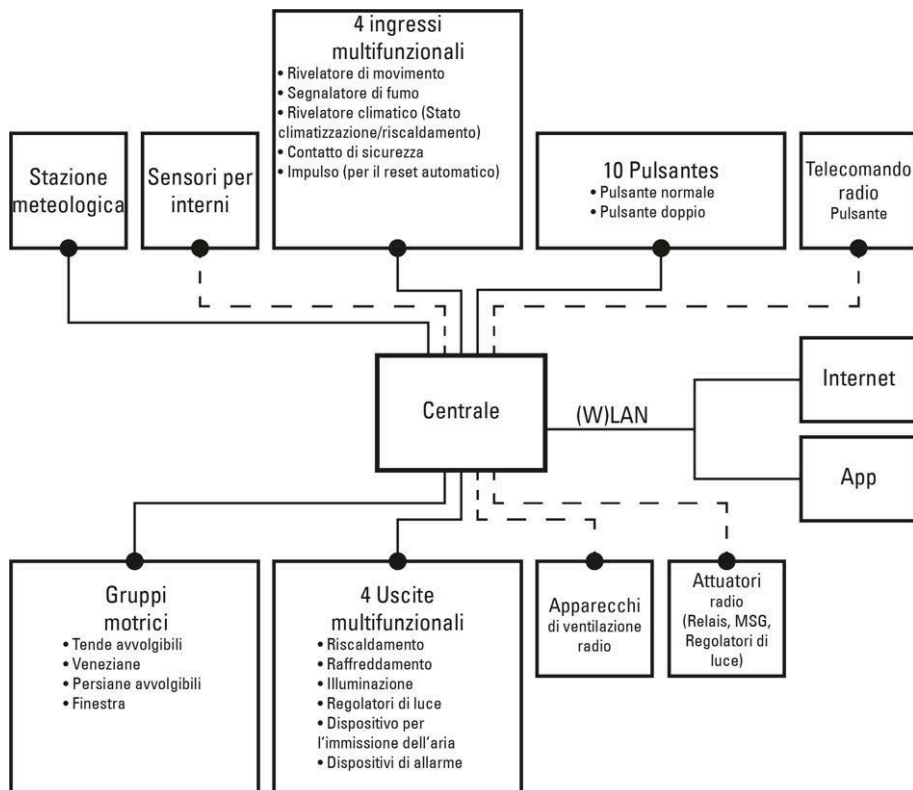 4 ingressi
multifunzionali
• Rivelatore di movimento
• Segnalatore di fumo
• Rivelatore climatico (Stato
climatizzazione/riscaldamento)
• Contatto di sicurezza
• Impulso (per il reset automatico)
Stazione
meteologica
Sensori per
interni
10 Pulsantes
• Pulsante normale
• Pulsante doppio
Telecomando
radio
Pulsante
Centrale
(W)LAN
Internet
App
Gruppi
motrici
• Tende avvolgibili
• Veneziane
• Persiane avvolgibili
• Finestra
4 Uscite
multifunzionali
• Riscaldamento
• Raffreddamento
• Illuminazione
• Regolatori di luce
• Dispositivo per
l'immissione dell'aria
• Dispositivi di allarme
Apparecchi
di ventilazione
radio
Attuatori
radio
(Relais, MSG,
Regolatori di
luce)